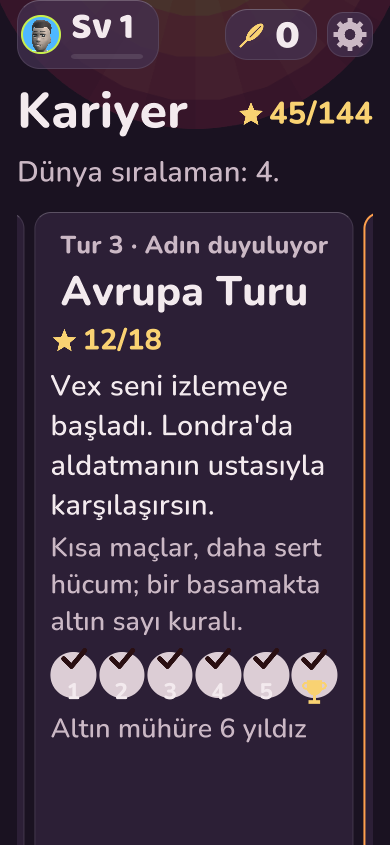 Sv 1
0
Kariyer
45/144
Dünya sıralaman: 4.
Tur 3 · Adın duyuluyor
Avrupa Turu
12/18
Vex seni izlemeye
başladı. Londra'da
aldatmanın ustasıyla
karşılaşırsın.
Kısa maçlar, daha sert
hücum; bir basamakta
altın sayı kuralı.
1 2 3 4 5
Altın mühüre 6 yıldız